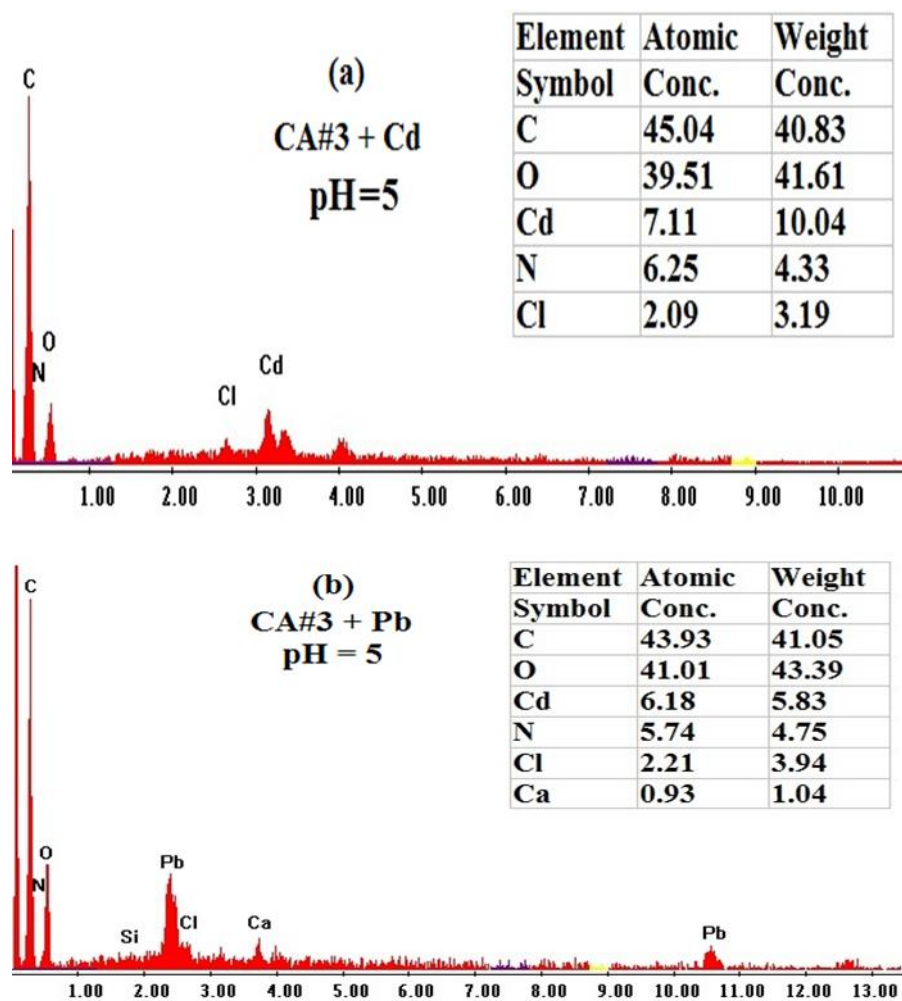 (a)
CA#3 + Cd
pH=5
Element Atomic Weight
Symbol Conc. Conc.
C 45.04 40.83
O 39.51 41.61
Cd 7.11 10.04
N 6.25 4.33
Cl 2.09 3.19
C
O
N
Cl
Cd
1.00 2.00 3.00 4.00 5.00 6.00 7.00 8.00 9.00 10.00
(b)
CA#3 + Pb
pH = 5
Element Atomic Weight
Symbol Conc. Conc.
C 43.93 41.05
O 41.01 43.39
Cd 6.18 5.83
N 5.74 4.75
Cl 2.21 3.94
Ca 0.93 1.04
C
O
N
Si
Pb
Cl
Ca
Pb
1.00 2.00 3.00 4.00 5.00 6.00 7.00 8.00 9.00 10.00 11.00 12.00 13.00